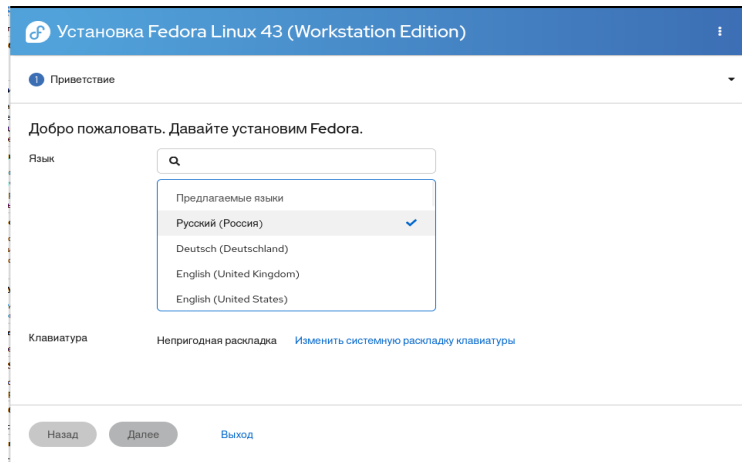 Установка Fedora Linux 43 (Workstation Edition)
1 Приветствие
Добро пожаловать. Давайте установим Fedora.
Язык
Предлагаемые языки
Русский (Россия)
Deutsch (Deutschland)
English (United Kingdom)
English (United States)
Клавиатура Непригодная раскладка Изменить системную раскладку клавиатуры
Назад Далее Выход